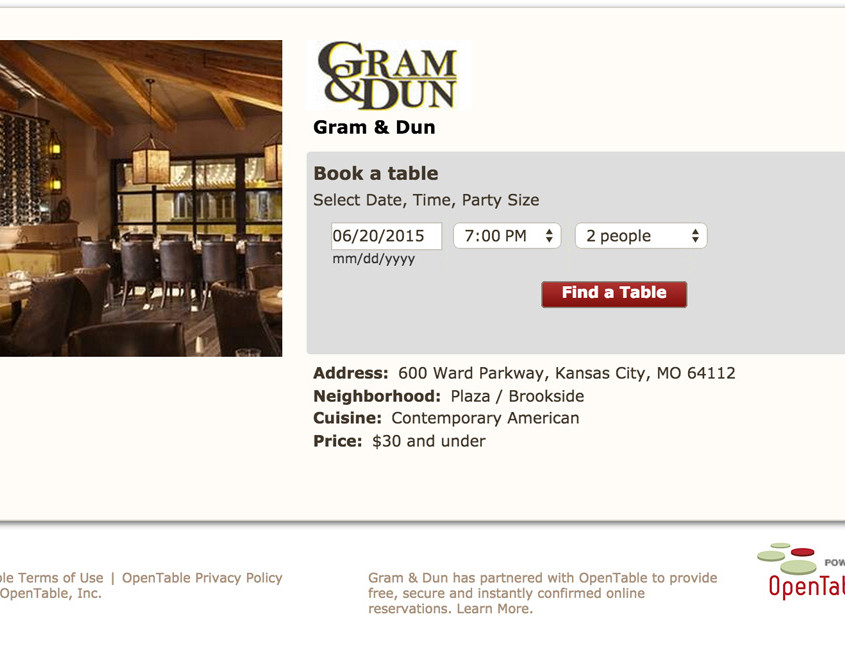 GRAM
& DUN
Gram & Dun
Book a table
Select Date, Time, Party Size
06/20/2015 7:00 PM 2 people
mm/dd/yyyy
Find a Table
Address: 600 Ward Parkway, Kansas City, MO 64112
Neighborhood: Plaza / Brookside
Cuisine: Contemporary American
Price: $30 and under
Terms of Use | OpenTable Privacy Policy
OpenTable, Inc.
Gram & Dun has partnered with OpenTable to provide
free, secure and instantly confirmed online
reservations. Learn More.